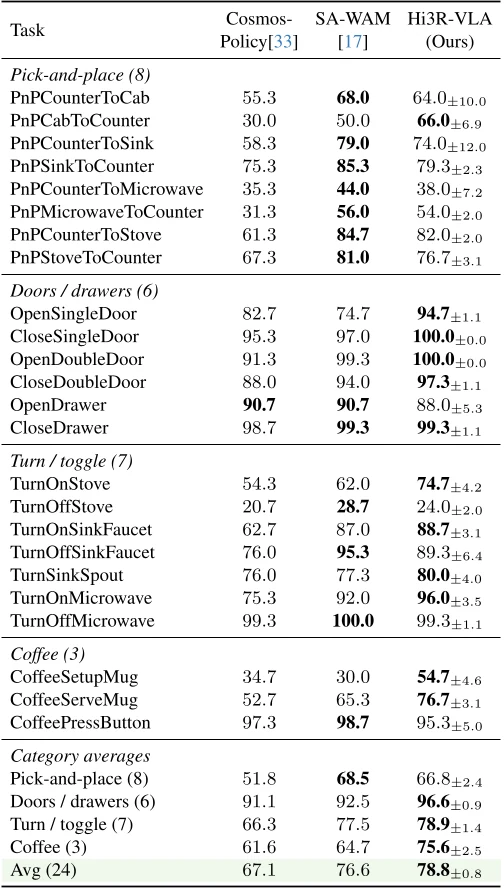 Task Cosmos-Policy[33] SA-WAM [17] Hi3R-VLA (Ours)
Pick-and-place (8)
PnPCounterToCab 55.3 68.0 64.0±10.0
PnPCabToCounter 30.0 50.0 66.0±6.9
PnPCounterToSink 58.3 79.0 74.0±12.0
PnPSinkToCounter 75.3 85.3 79.3±2.3
PnPCounterToMicrowave 35.3 44.0 38.0±7.2
PnPMicrowaveToCounter 31.3 56.0 54.0±2.0
PnPCounterToStove 61.3 84.7 82.0±2.0
PnPStoveToCounter 67.3 81.0 76.7±3.1
Doors / drawers (6)
OpenSingleDoor 82.7 74.7 94.7±1.1
CloseSingleDoor 95.3 97.0 100.0±0.0
OpenDoubleDoor 91.3 99.3 100.0±0.0
CloseDoubleDoor 88.0 94.0 97.3±1.1
OpenDrawer 90.7 90.7 88.0±5.3
CloseDrawer 98.7 99.3 99.3±1.1
Turn / toggle (7)
TurnOnStove 54.3 62.0 74.7±4.2
TurnOffStove 20.7 28.7 24.0±2.0
TurnOnSinkFaucet 62.7 87.0 88.7±3.1
TurnOffSinkFaucet 76.0 95.3 89.3±6.4
TurnSinkSpout 76.0 77.3 80.0±4.0
TurnOnMicrowave 75.3 92.0 96.0±3.5
TurnOffMicrowave 99.3 100.0 99.3±1.1
Coffee (3)
CoffeeSetupMug 34.7 30.0 54.7±4.6
CoffeeServeMug 52.7 65.3 76.7±3.1
CoffeePressButton 97.3 98.7 95.3±5.0
Category averages
Pick-and-place (8) 51.8 68.5 66.8±2.4
Doors / drawers (6) 91.1 92.5 96.6±0.9
Turn / toggle (7) 66.3 77.5 78.9±1.4
Coffee (3) 61.6 64.7 75.6±2.5
Avg (24) 67.1 76.6 78.8±0.8